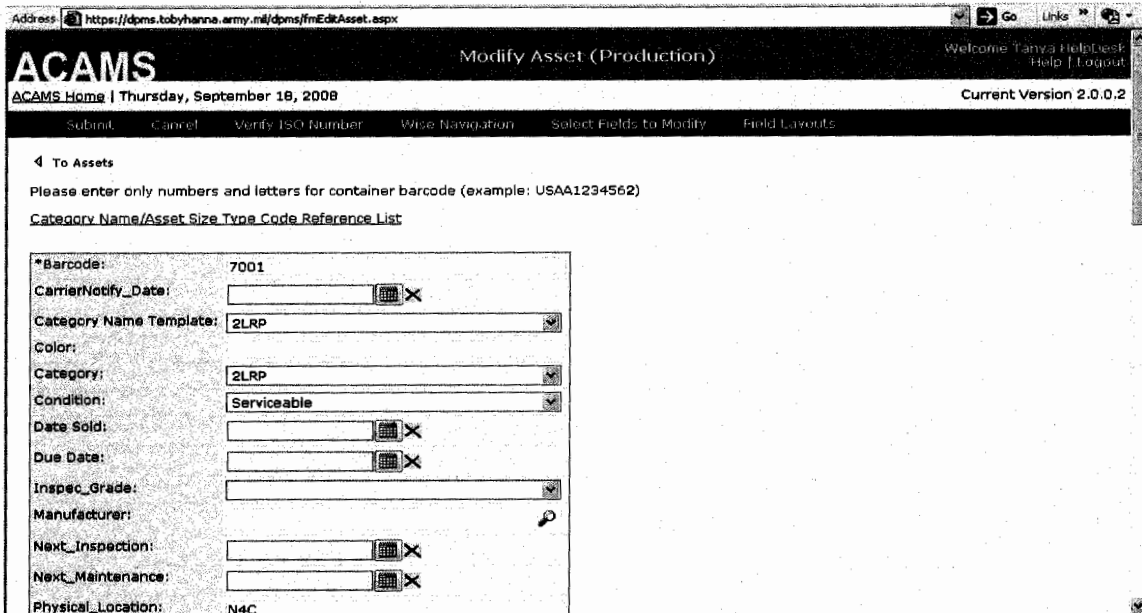 Address https://dpms.tobyhanna.army.mil/dpms/fmEditAsset.aspx Go Links »
ACAMS Modify Asset (Production) Welcome Tanya HelpDesk
Help | Logout
ACAMS Home | Thursday, September 18, 2008 Current Version 2.0.0.2
Submit Cancel Verify ISO Number Wise Navigation Select Fields to Modify Field Layouts
To Assets
Please enter only numbers and letters for container barcode (example: USAA1234562)
Category Name/Asset Size Type Code Reference List
*Barcode: 7001
CarrierNotify_Date:
Category Name Template: 2LRP
Color:
Category: 2LRP
Condition: Serviceable
Date Sold:
Due Date:
Inspec_Grade:
Manufacturer:
Next_Inspection:
Next_Maintenance:
Physical_Location: N4C